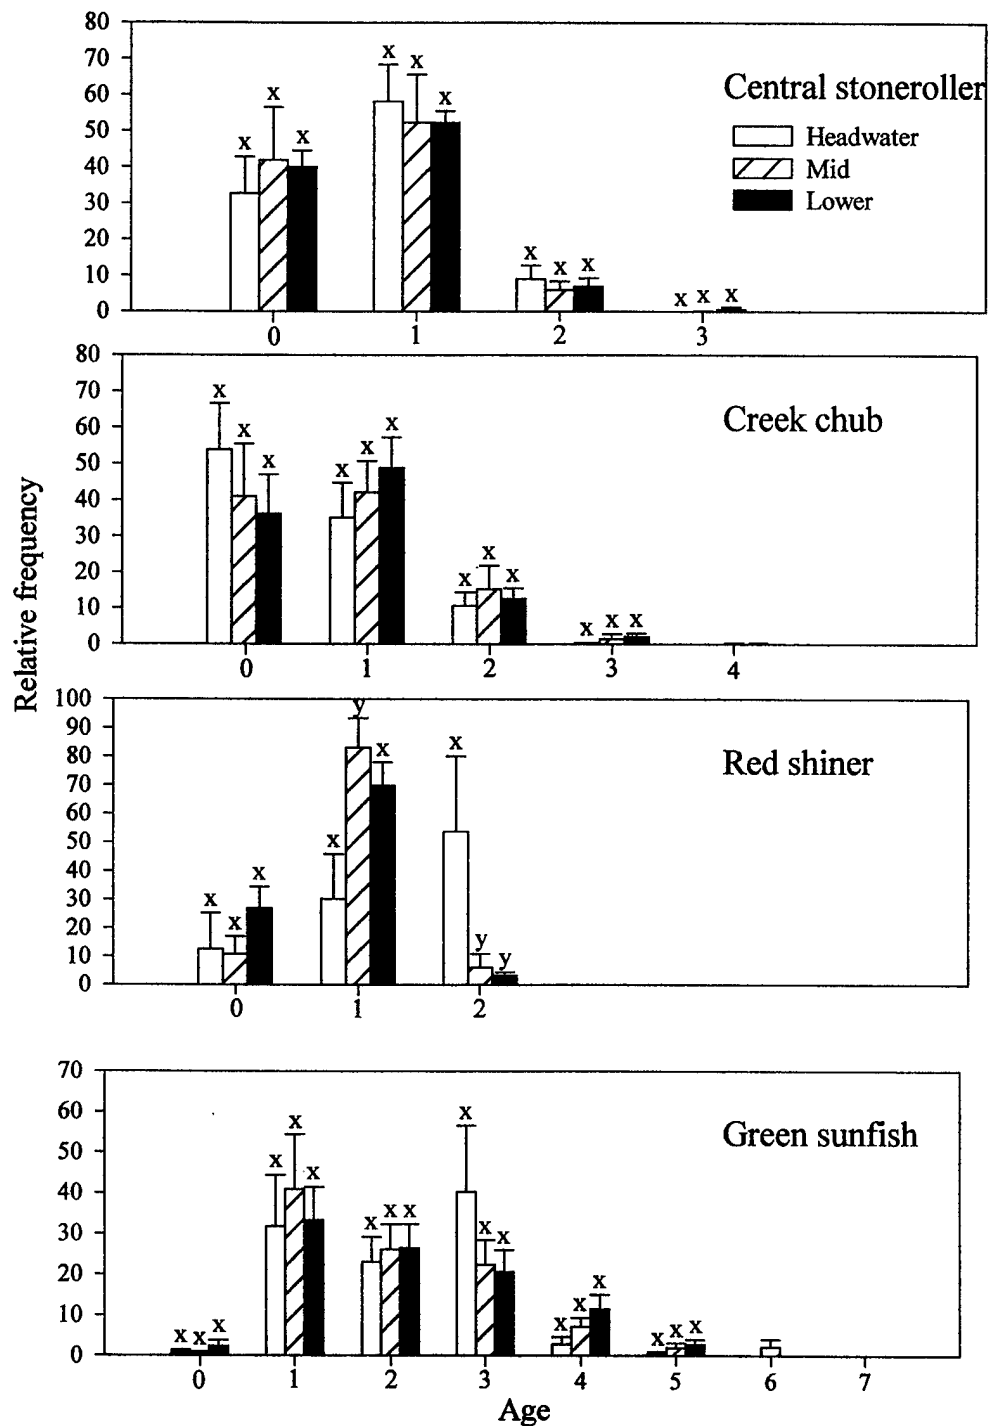 80
70
60
50
40
30
20
10
0
x x x
x x x
x x x
x x x
Central stoneroller
Headwater
Mid
Lower
0 1 2 3
80
70
60
50
40
30
20
10
0
x x x
x x x
x x x
x x x
Creek chub
0 1 2 3 4
Relative frequency
100
90
80
70
60
50
40
30
20
10
0
x x x
x y x
x y y
Red shiner
0 1 2
70
60
50
40
30
20
10
0
x x x
x x x
x x x
x x x
x x x
x x x
Green sunfish
0 1 2 3 4 5 6 7
Age